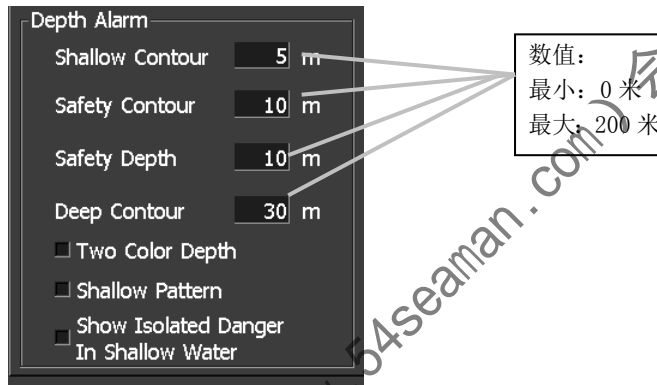 Depth Alarm
Shallow Contour 5 m
Safety Contour 10 m
Safety Depth 10 m
Deep Contour 30 m
Two Color Depth
Shallow Pattern
Show Isolated Danger
In Shallow Water
数值：
最小：0 米
最大：200 米
54seaman.com）